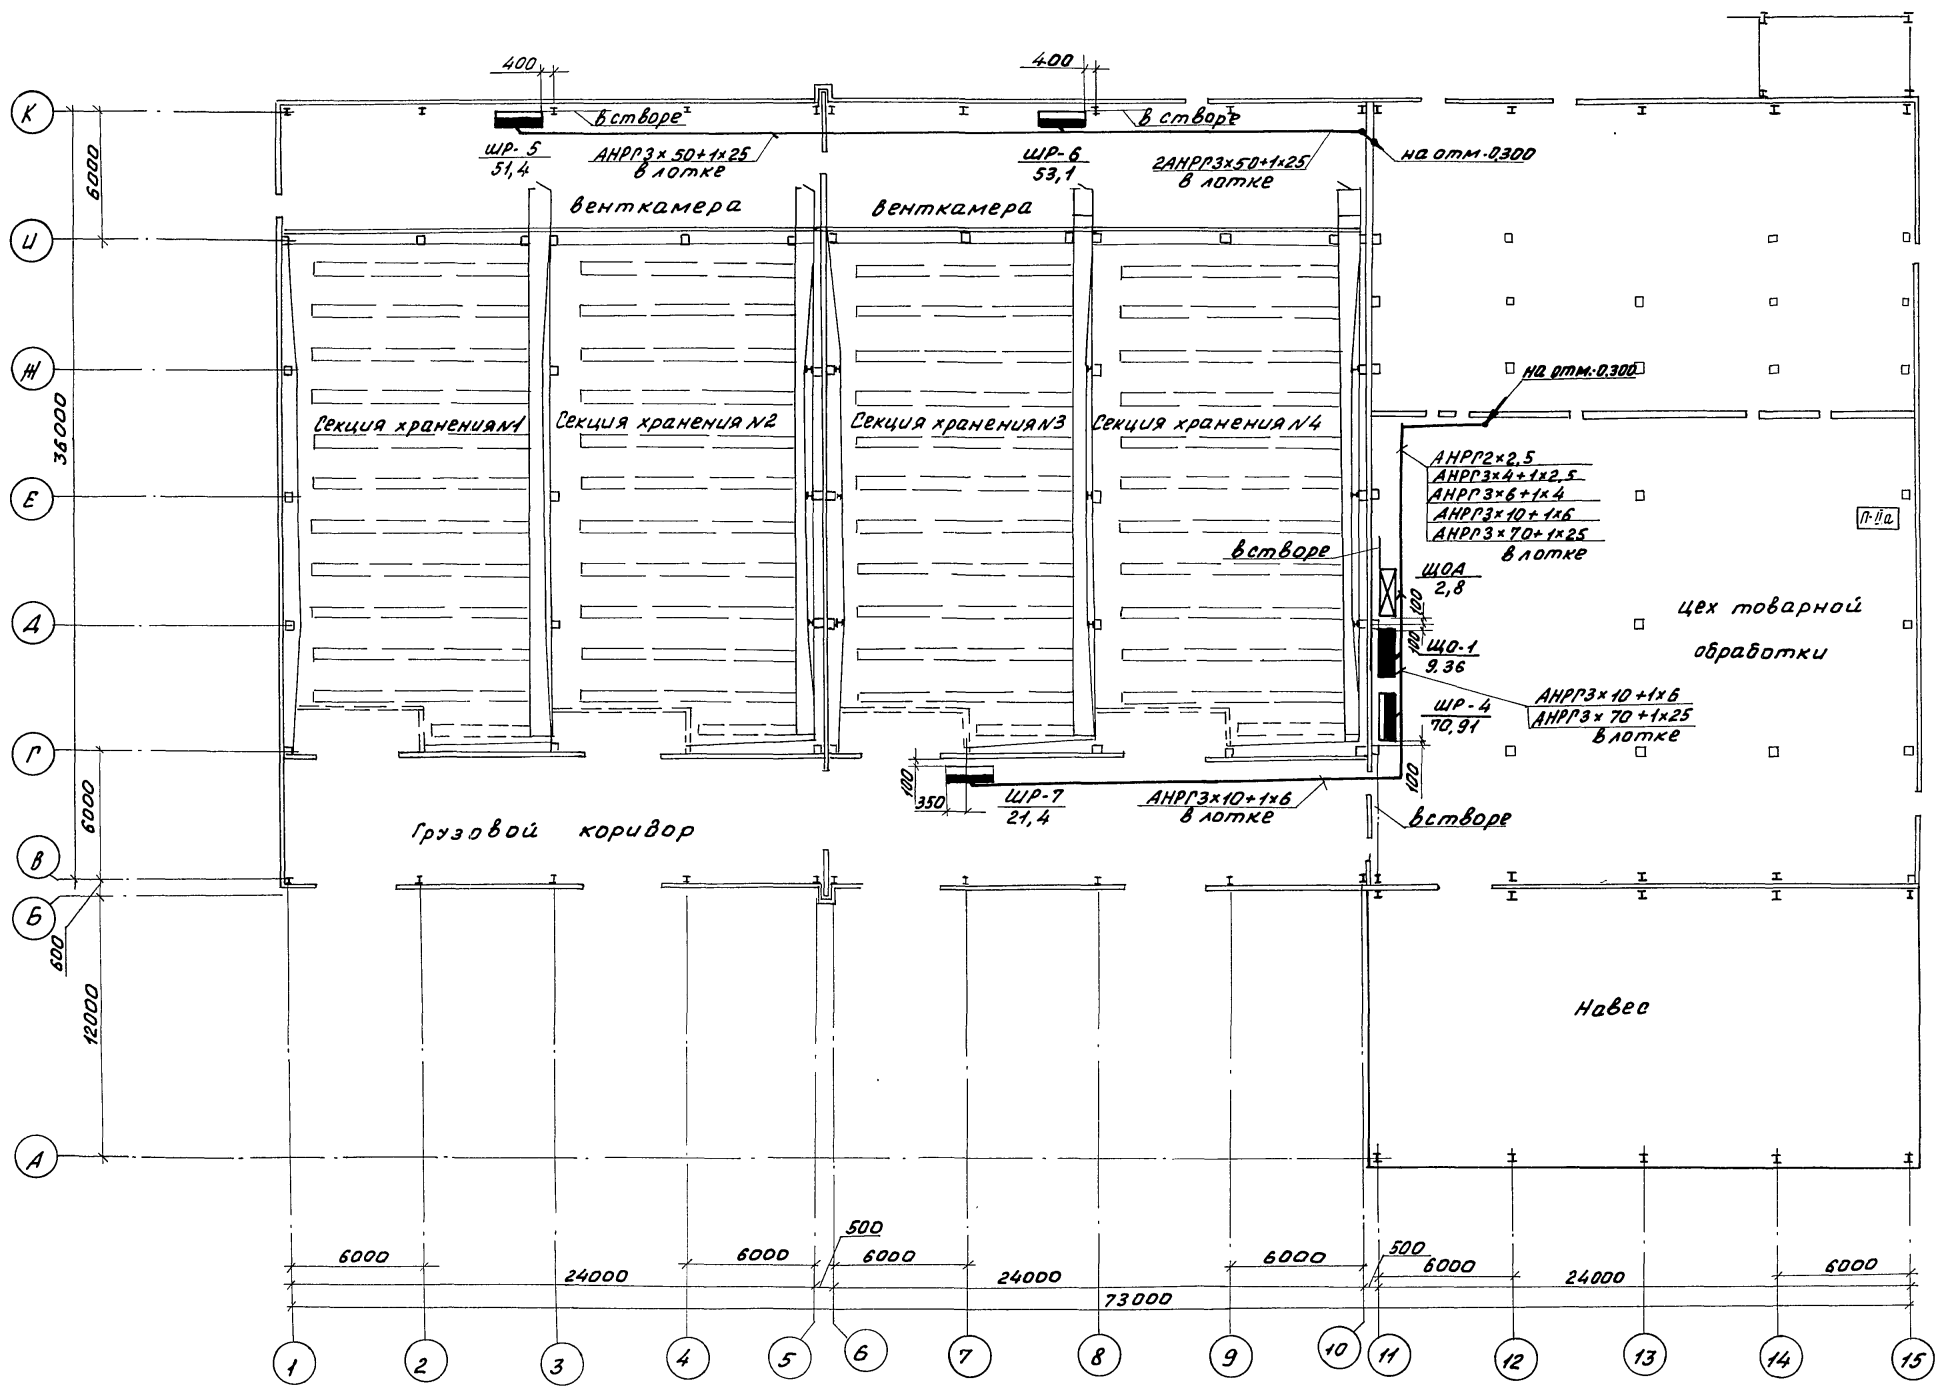 400
400
К
в створе
в створе
ШР-5
51,4
АНРГ3×50+1×25
в лотке
ШР-6
53,1
2АНРГ3×50+1×25
в лотке
на отм.-0.300
6000
венткамера
венткамера
И
Ж
на отм.-0.300
36000
Секция хранения№1
Секция хранения№2
Секция хранения№3
Секция хранения№4
АНРГ2×2,5
АНРГ3×4+1×2,5
АНРГ3×6+1×4
АНРГ3×10+1×6
АНРГ3×70+1×25
в лотке
Е
П-IIа
в створе
ЩОА
2,8
100
Д
цех товарной
обработки
100
ЩО-1
9.36
АНРГ3×10+1×6
АНРГ3×70+1×25
в лотке
ШР-4
70,91
Г
100
350
ШР-7
21,4
АНРГ3×10+1×6
в лотке
100
в створе
6000
Грузовой коридор
В
Б
600
12000
Навес
А
500
500
6000
6000
6000
6000
6000
6000
24000
24000
24000
73000
1
2
3
4
5
6
7
8
9
10
11
12
13
14
15